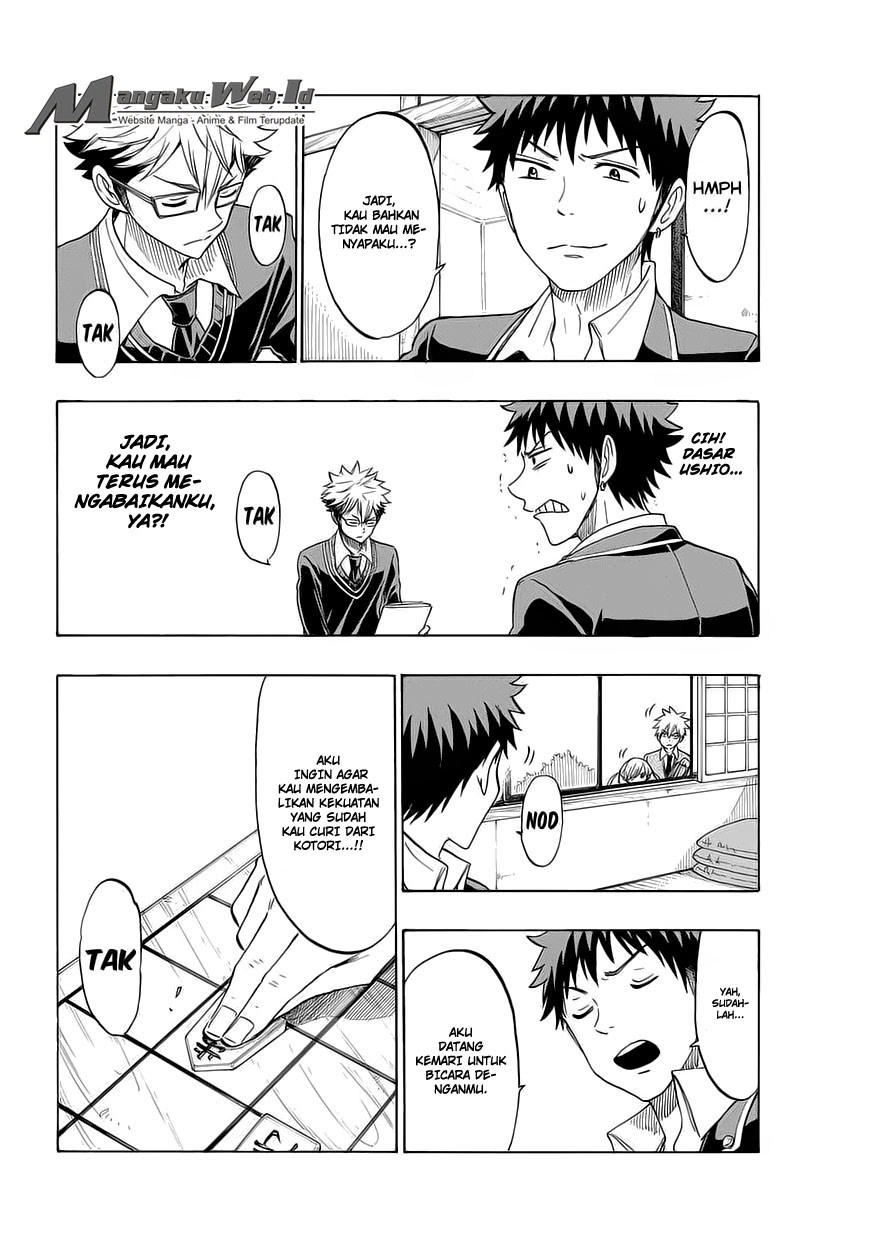 Mangaku.Web.Id
Website Manga - Anime & Film Terupdate
HMPH
...!
JADI,
KAU BAHKAN
TIDAK MAU ME-
NYAPAKU...?
TAK
TAK
CIH!
DASAR
USHIO...
TAK
JADI,
KAU MAU
TERUS ME-
NGABAIKANKU,
YA?!
NOD
YAH,
SUDAH-
LAH...
AKU
DATANG
KEMARI UNTUK
BICARA DE-
NGANMU.
AKU
INGIN AGAR
KAU MENGEMBA-
LIKAN KEKUATAN
YANG SUDAH
KAU CURI DARI
KOTORI...!!
TAK